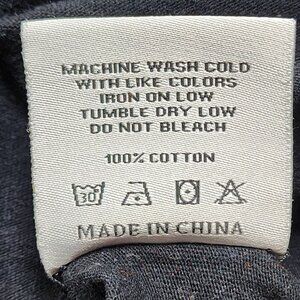 MACHINE WASH COLD
WITH LIKE COLORS
IRON ON LOW
TUMBLE DRY LOW
DO NOT BLEACH
100% COTTON
30
MADE IN CHINA